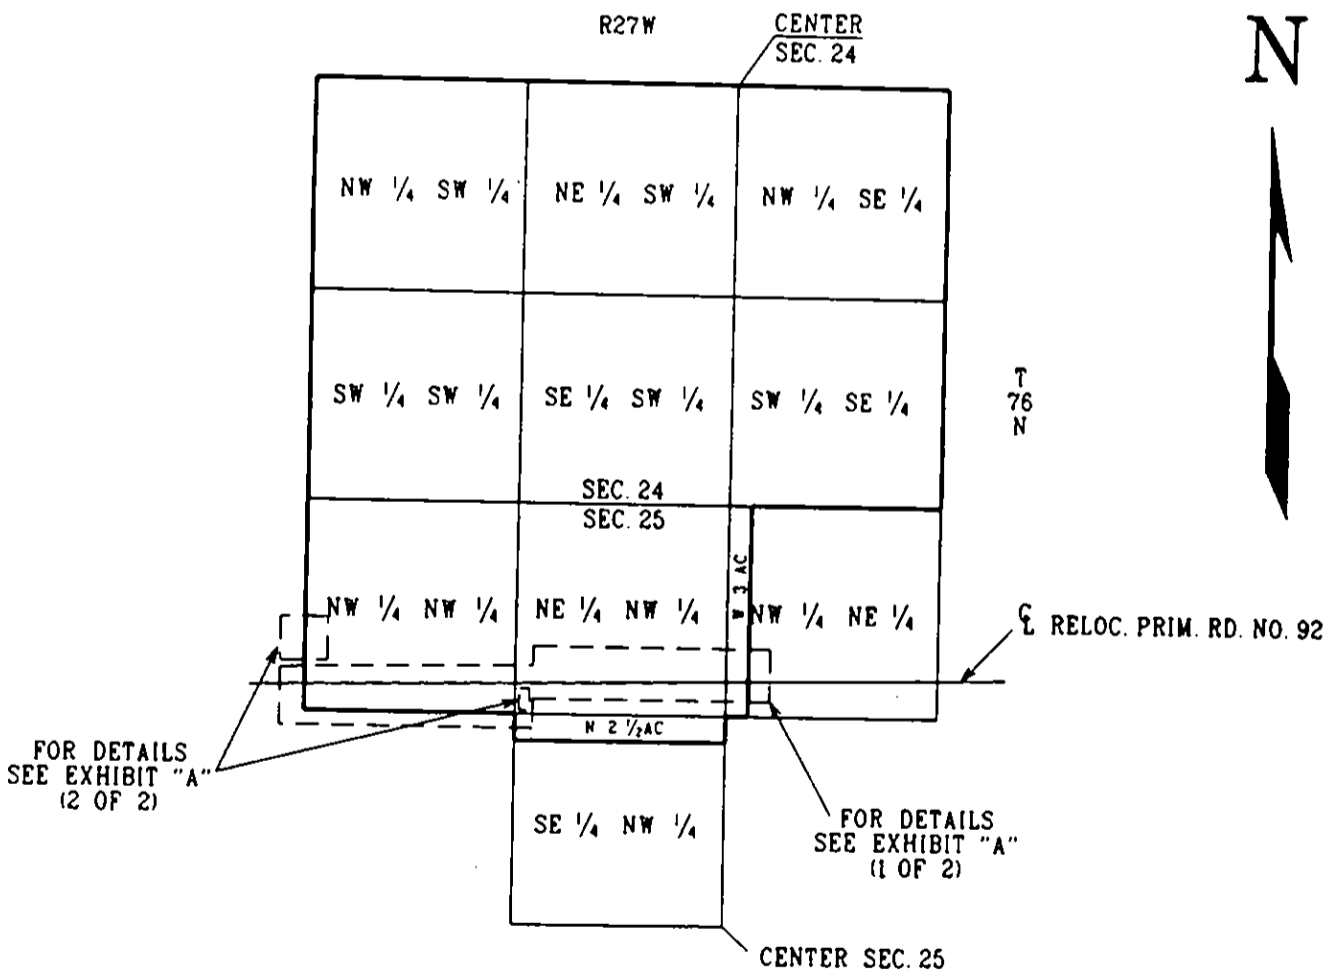 R27W
CENTER
SEC. 24
N
NW 1/4 SW 1/4
NE 1/4 SW 1/4
NW 1/4 SE 1/4
SW 1/4 SW 1/4
SE 1/4 SW 1/4
SW 1/4 SE 1/4
T
76
N
SEC. 24
SEC. 25
W 3 AC
NW 1/4 NW 1/4
NE 1/4 NW 1/4
NW 1/4 NE 1/4
℄ RELOC. PRIM. RD. NO. 92
N 2 1/2 AC
FOR DETAILS
SEE EXHIBIT "A"
(2 OF 2)
SE 1/4 NW 1/4
FOR DETAILS
SEE EXHIBIT "A"
(1 OF 2)
CENTER SEC. 25